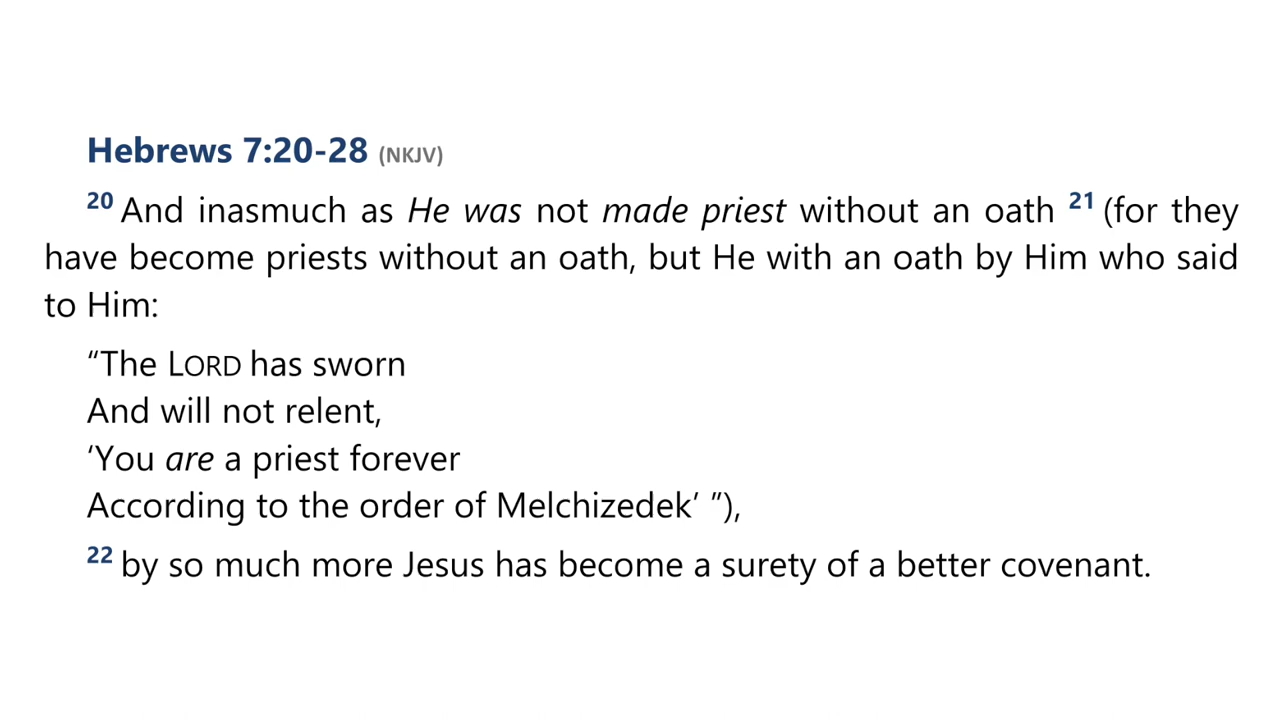 Hebrews 7:20-28 (NKJV)
20 And inasmuch as He was not made priest without an oath 21 (for they
have become priests without an oath, but He with an oath by Him who said
to Him:
“The LORD has sworn
And will not relent,
‘You are a priest forever
According to the order of Melchizedek’ ”),
22 by so much more Jesus has become a surety of a better covenant.